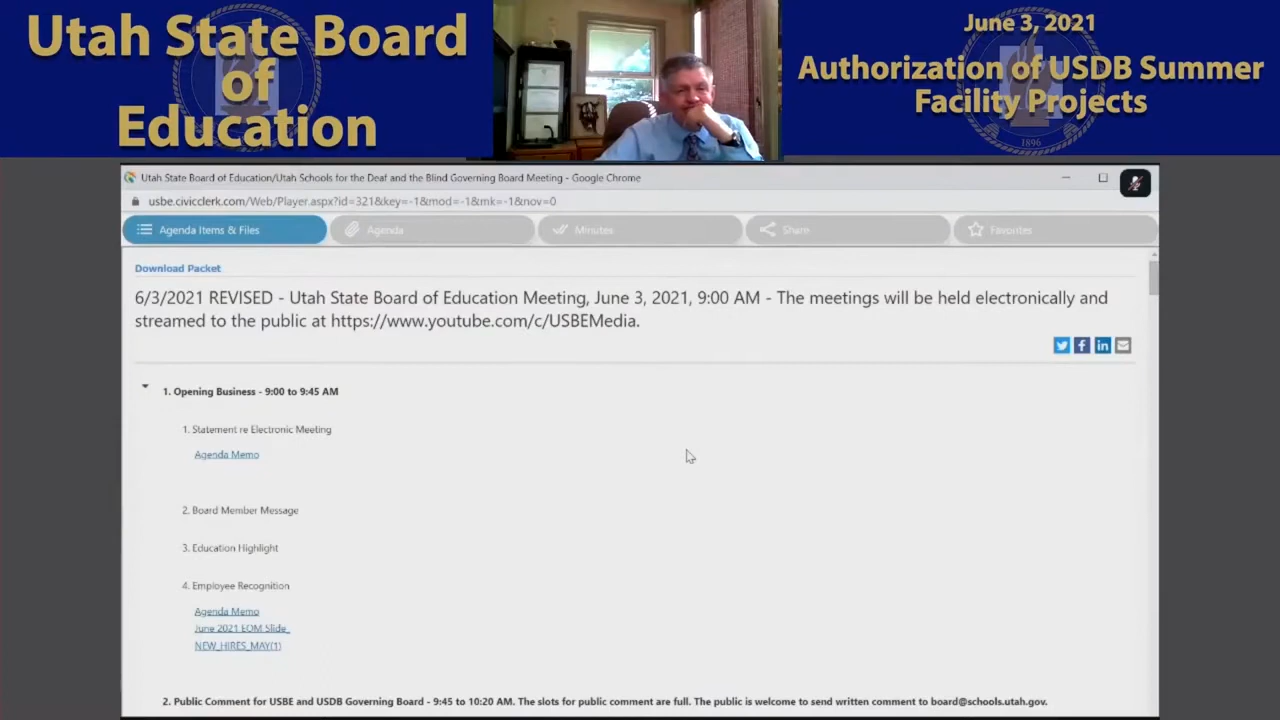 Utah State Board
of
Education
June 3, 2021
Authorization of USDB Summer
Facility Projects
1896
Utah State Board of Education/Utah Schools for the Deaf and the Blind Governing Board Meeting - Google Chrome
usbe.civicclerk.com/Web/Player.aspx?id=321&key=-1&mod=-1&mk=-1&nov=0
Agenda Items & Files
Agenda
Minutes
Share
Favorites
Download Packet
6/3/2021 REVISED - Utah State Board of Education Meeting, June 3, 2021, 9:00 AM - The meetings will be held electronically and
streamed to the public at https://www.youtube.com/c/USBEMedia.
1. Opening Business - 9:00 to 9:45 AM
1. Statement re Electronic Meeting
Agenda Memo
2. Board Member Message
3. Education Highlight
4. Employee Recognition
Agenda Memo
June 2021 EOM Slide_
NEW_HIRES_MAY(1)
2. Public Comment for USBE and USDB Governing Board - 9:45 to 10:20 AM. The slots for public comment are full. The public is welcome to send written comment to board@schools.utah.gov.